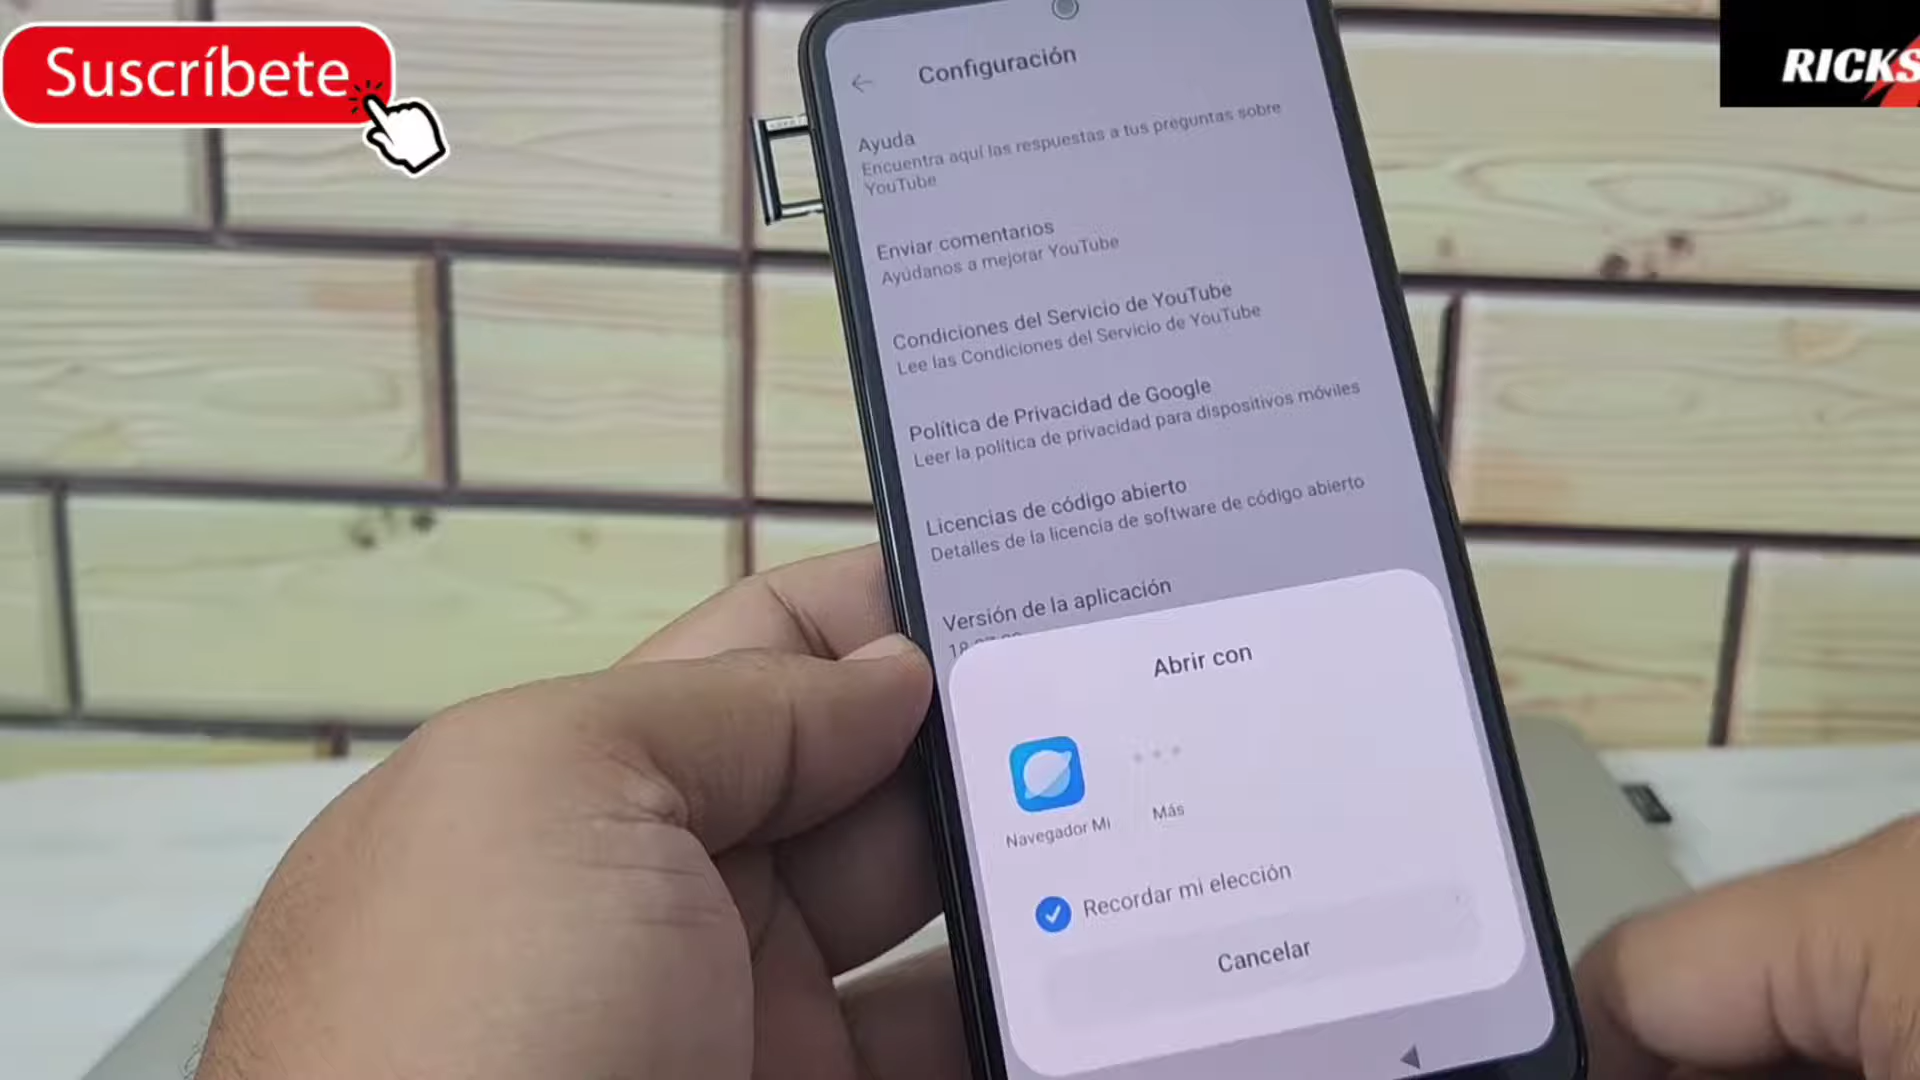 Suscríbete
RICKS
Configuración
Ayuda
Encuentra aquí las respuestas a tus preguntas sobre
YouTube
Enviar comentarios
Ayúdanos a mejorar YouTube
Condiciones del Servicio de YouTube
Lee las Condiciones del Servicio de YouTube
Política de Privacidad de Google
Leer la política de privacidad para dispositivos móviles
Licencias de código abierto
Detalles de la licencia de software de código abierto
Versión de la aplicación
Abrir con
Navegador Mi
Más
Recordar mi elección
Cancelar